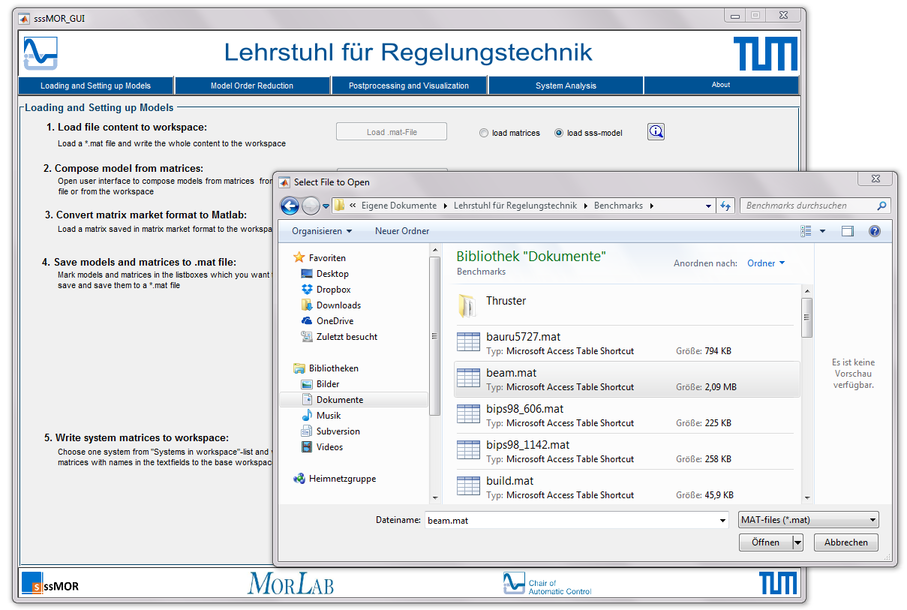 sssMOR_GUI
Lehrstuhl für Regelungstechnik
TUM
Loading and Setting up Models
Model Order Reduction
Postprocessing and Visualization
System Analysis
About
Loading and Setting up Models
1. Load file content to workspace:
Load a *.mat file and write the whole content to the workspace
Load .mat-File
load matrices
load sss-model
2. Compose model from matrices:
Open user interface to compose models from matrices from
file or from the workspace
3. Convert matrix market format to Matlab:
Load a matrix saved in matrix market format to the workspa
4. Save models and matrices to .mat file:
Mark models and matrices in the listboxes which you want
save and save them to a *.mat file
5. Write system matrices to workspace:
Choose one system from "Systems in workspace"-list and
matrices with names in the textfields to the base workspac
Select File to Open
« Eigene Dokumente
Lehrstuhl für Regelungstechnik
Benchmarks
Benchmarks durchsuchen
Organisieren
Neuer Ordner
Favoriten
Desktop
Dropbox
Downloads
OneDrive
Zuletzt besucht
Bibliotheken
Bilder
Dokumente
Musik
Subversion
Videos
Heimnetzgruppe
Bibliothek "Dokumente"
Benchmarks
Anordnen nach: Ordner
Thruster
bauru5727.mat
Typ: Microsoft Access Table Shortcut Größe: 794 KB
beam.mat
Typ: Microsoft Access Table Shortcut Größe: 2,09 MB
bips98_606.mat
Typ: Microsoft Access Table Shortcut Größe: 225 KB
bips98_1142.mat
Typ: Microsoft Access Table Shortcut Größe: 258 KB
build.mat
Typ: Microsoft Access Table Shortcut Größe: 45,9 KB
Es ist keine
Vorschau
verfügbar.
Dateiname: beam.mat
MAT-files (*.mat)
Öffnen
Abbrechen
sssMOR
MORLAB
Chair of
Automatic Control
TUM